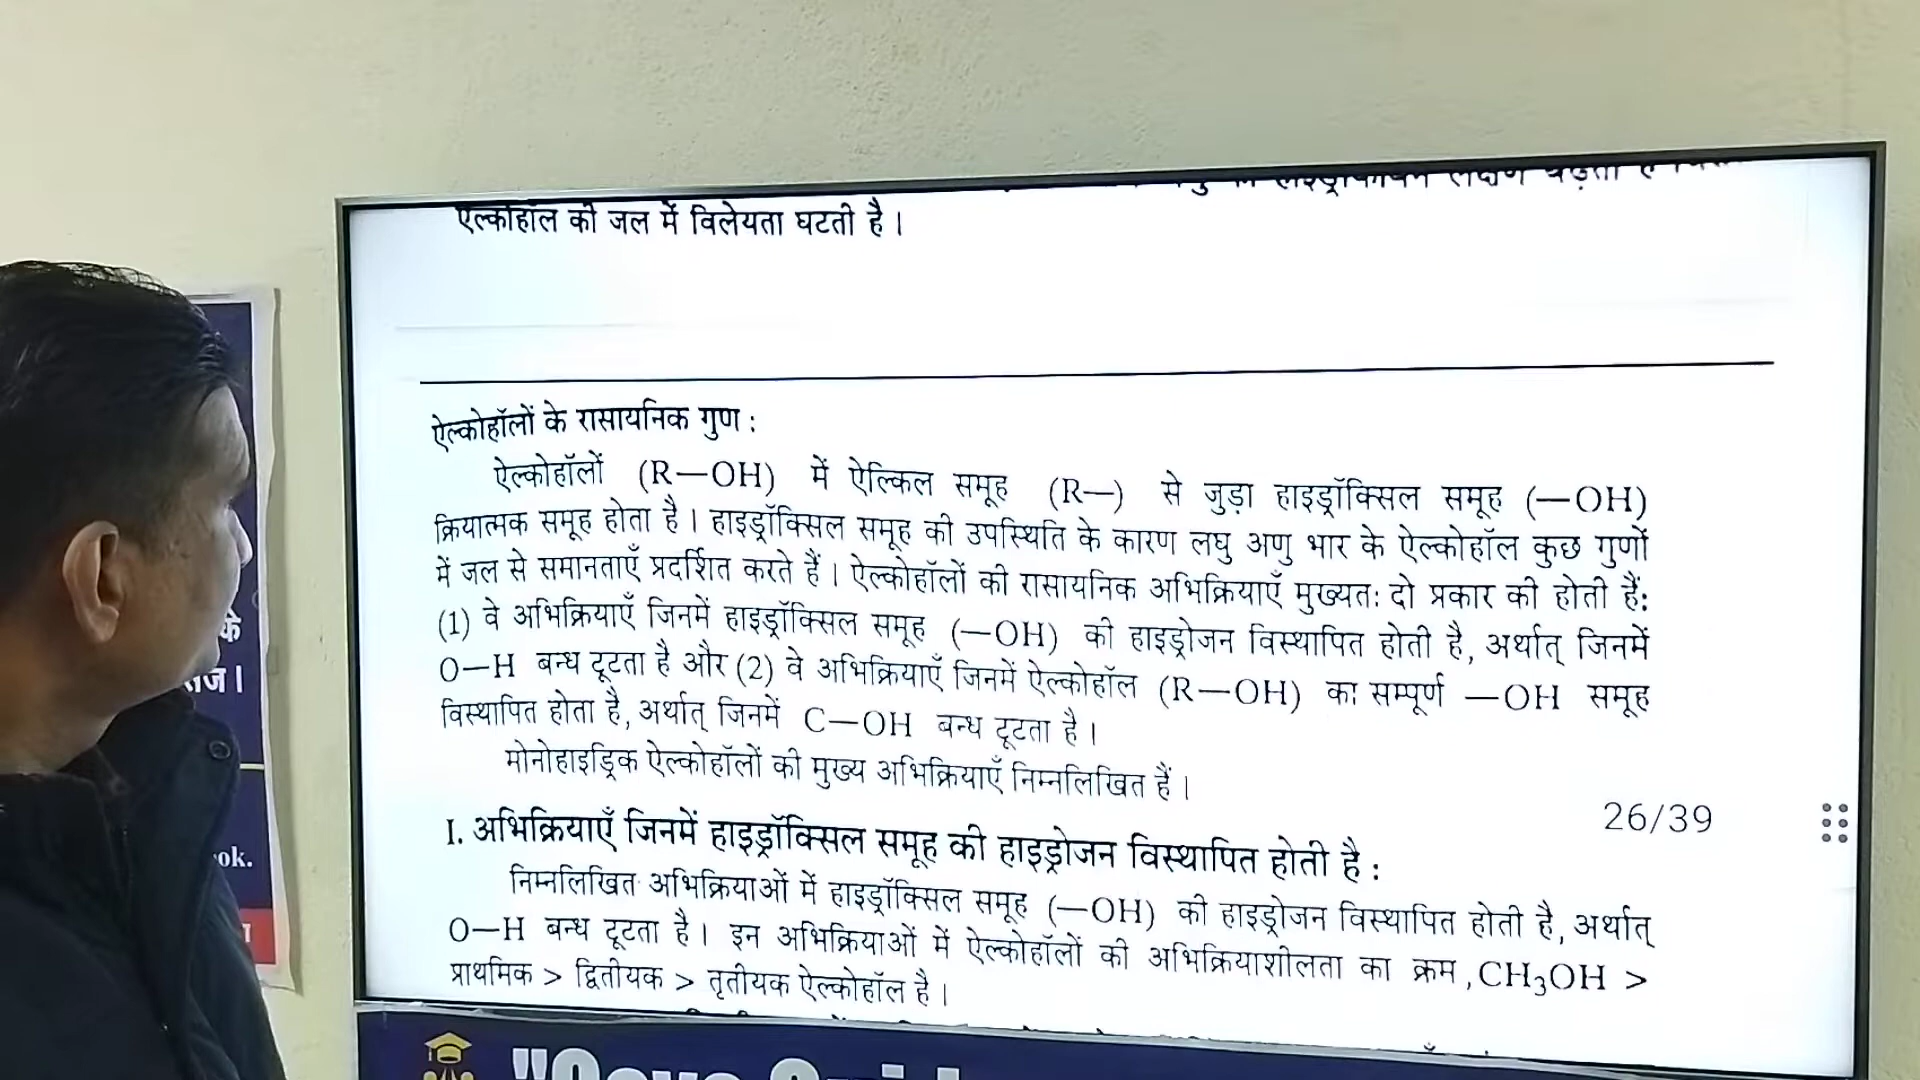 ऐल्कोहॉल की जल में विलेयता घटती है।
ऐल्कोहॉलों के रासायनिक गुण :
ऐल्कोहॉलों (R—OH) में ऐल्किल समूह (R—) से जुड़ा हाइड्रॉक्सिल समूह (—OH)
क्रियात्मक समूह होता है। हाइड्रॉक्सिल समूह की उपस्थिति के कारण लघु अणु भार के ऐल्कोहॉल कुछ गुणों
में जल से समानताएँ प्रदर्शित करते हैं। ऐल्कोहॉलों की रासायनिक अभिक्रियाएँ मुख्यतः दो प्रकार की होती हैं:
(1) वे अभिक्रियाएँ जिनमें हाइड्रॉक्सिल समूह (—OH) की हाइड्रोजन विस्थापित होती है, अर्थात् जिनमें
O—H बन्ध टूटता है और (2) वे अभिक्रियाएँ जिनमें ऐल्कोहॉल (R—OH) का सम्पूर्ण —OH समूह
विस्थापित होता है, अर्थात् जिनमें C—OH बन्ध टूटता है।
मोनोहाइड्रिक ऐल्कोहॉलों की मुख्य अभिक्रियाएँ निम्नलिखित हैं।
26/39
I. अभिक्रियाएँ जिनमें हाइड्रॉक्सिल समूह की हाइड्रोजन विस्थापित होती है :
निम्नलिखित अभिक्रियाओं में हाइड्रॉक्सिल समूह (—OH) की हाइड्रोजन विस्थापित होती है, अर्थात्
O—H बन्ध टूटता है। इन अभिक्रियाओं में ऐल्कोहॉलों की अभिक्रियाशीलता का क्रम, CH₃OH >
प्राथमिक > द्वितीयक > तृतीयक ऐल्कोहॉल है।
के
ok.